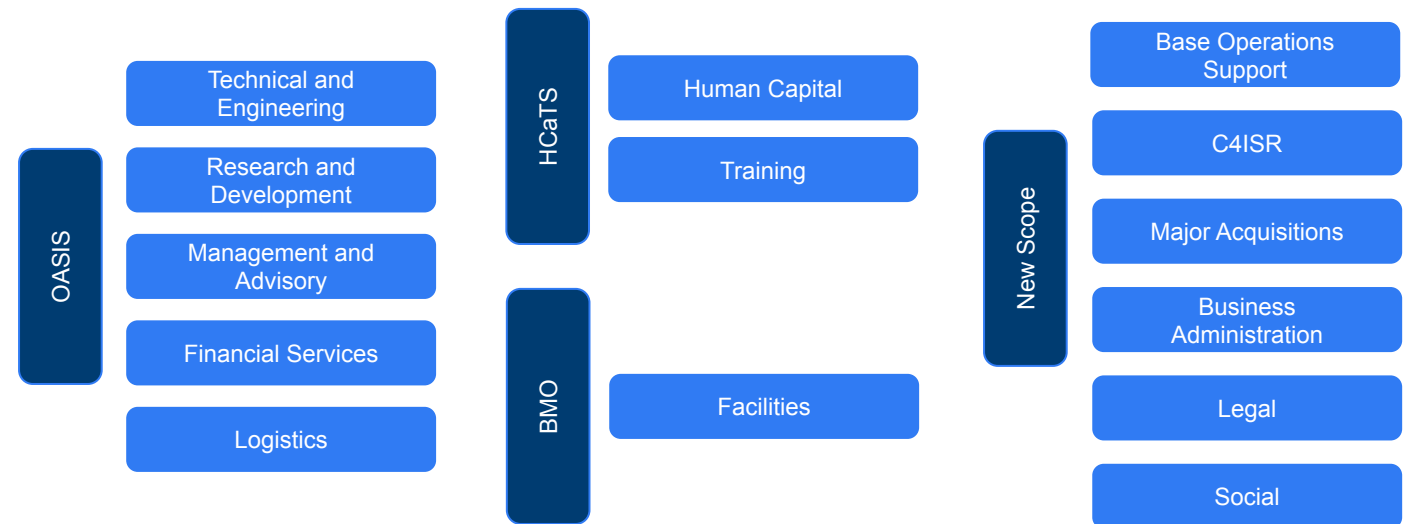 OASIS
Technical and
Engineering
Research and
Development
Management and
Advisory
Financial Services
Logistics
HCaTS
Human Capital
Training
BMO
Facilities
New Scope
Base Operations
Support
C4ISR
Major Acquisitions
Business
Administration
Legal
Social